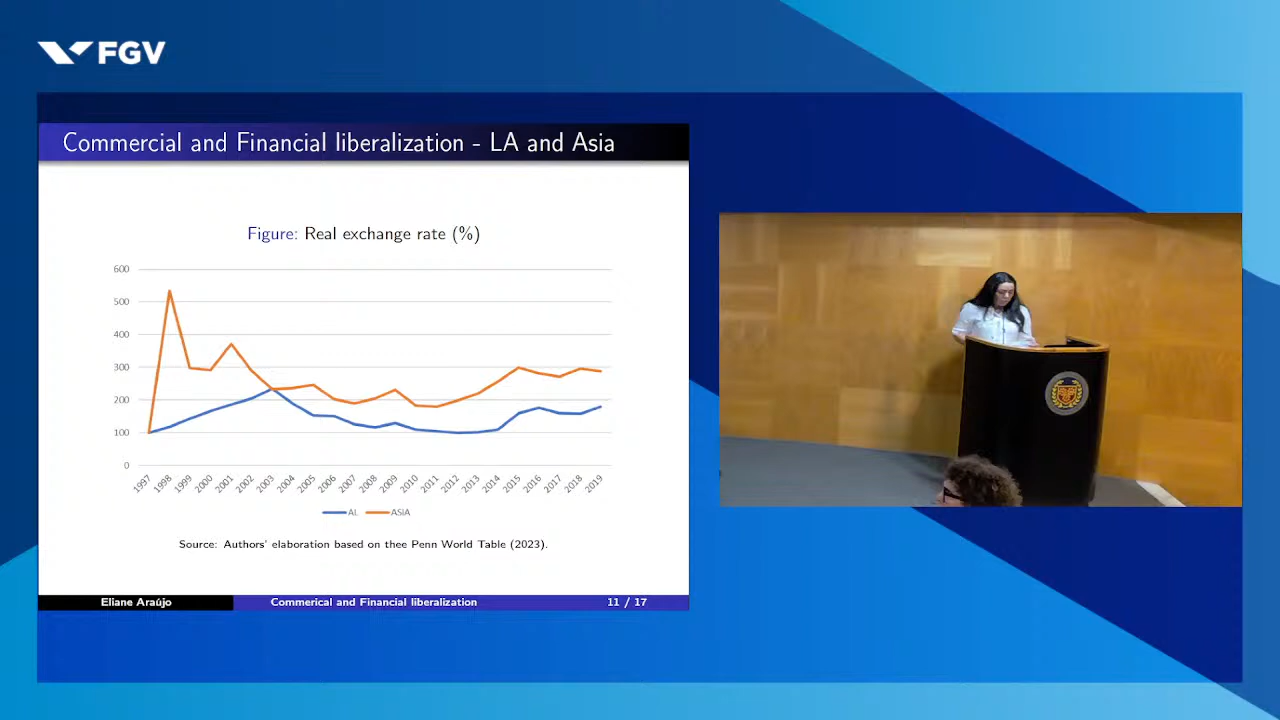 FGV
Commercial and Financial liberalization - LA and Asia
Figure: Real exchange rate (%)
600
500
400
300
200
100
0
1997 1998 1999 2000 2001 2002 2003 2004 2005 2006 2007 2008 2009 2010 2011 2012 2013 2014 2015 2016 2017 2018 2019
AL ASIA
Source: Authors' elaboration based on thee Penn World Table (2023).
Eliane Araújo Commerical and Financial liberalization 11 / 17